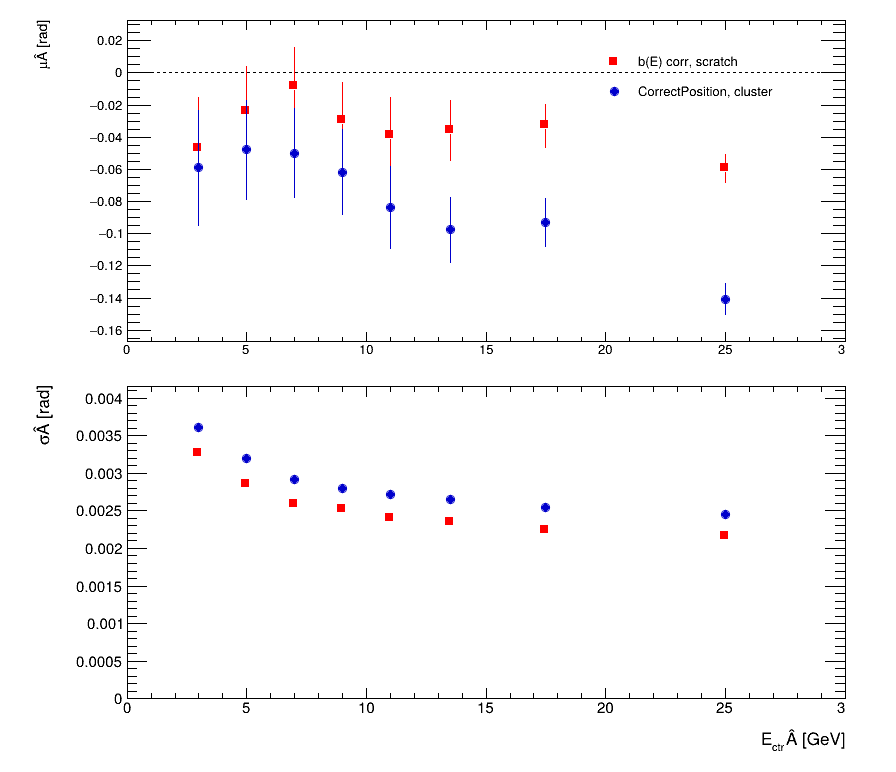 μÂ [rad]
0.02
0
−0.02
−0.04
−0.06
−0.08
−0.1
−0.12
−0.14
−0.16
b(E) corr, scratch
CorrectPosition, cluster
0 5 10 15 20 25 3
σÂ [rad]
0.004
0.0035
0.003
0.0025
0.002
0.0015
0.001
0.0005
0
0 5 10 15 20 25 3
E_ctr Â [GeV]